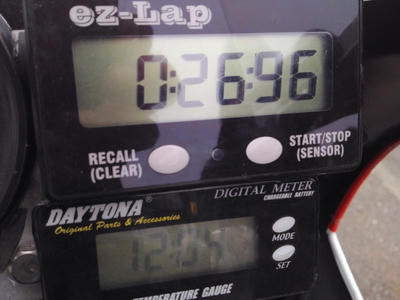 ez-Lap
0:26:96
RECALL
(CLEAR)
START/STOP
(SENSOR)
DIGITAL METER
CHANGEABLE BATTERY
DAYTONA®
Original Parts & Accessories
MODE
SET
TEMPERATURE GAUGE